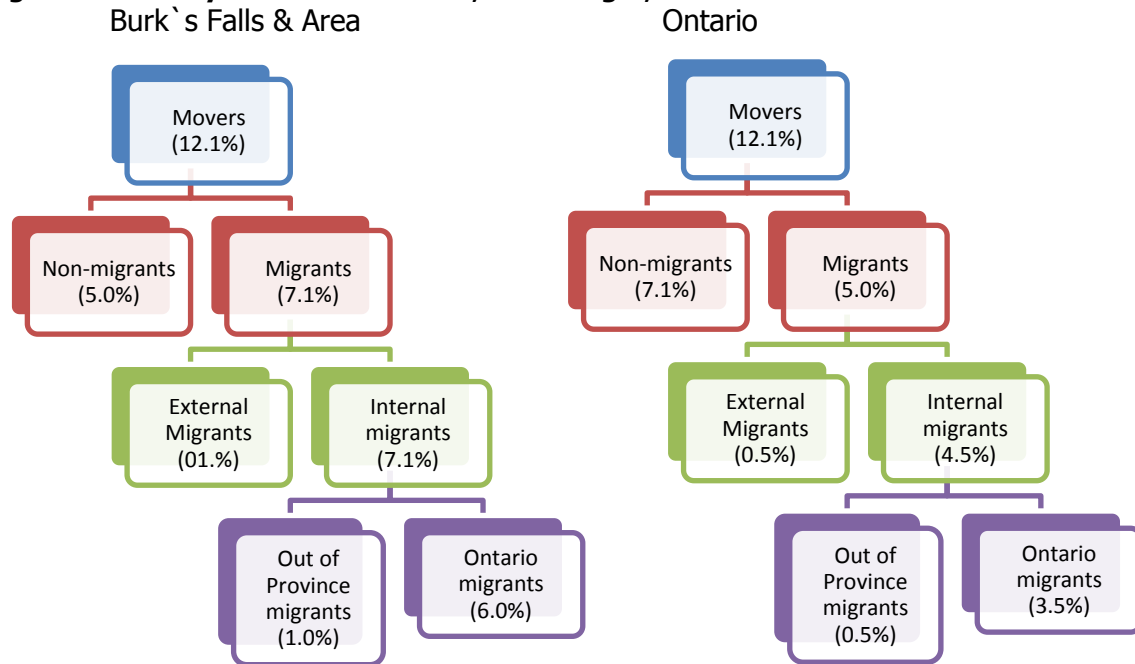 Burk`s Falls & Area
Ontario
Movers
(12.1%)
Non-migrants
(5.0%)
Migrants
(7.1%)
External
Migrants
(01.%)
Internal
migrants
(7.1%)
Out of
Province
migrants
(1.0%)
Ontario
migrants
(6.0%)
Movers
(12.1%)
Non-migrants
(7.1%)
Migrants
(5.0%)
External
Migrants
(0.5%)
Internal
migrants
(4.5%)
Out of
Province
migrants
(0.5%)
Ontario
migrants
(3.5%)